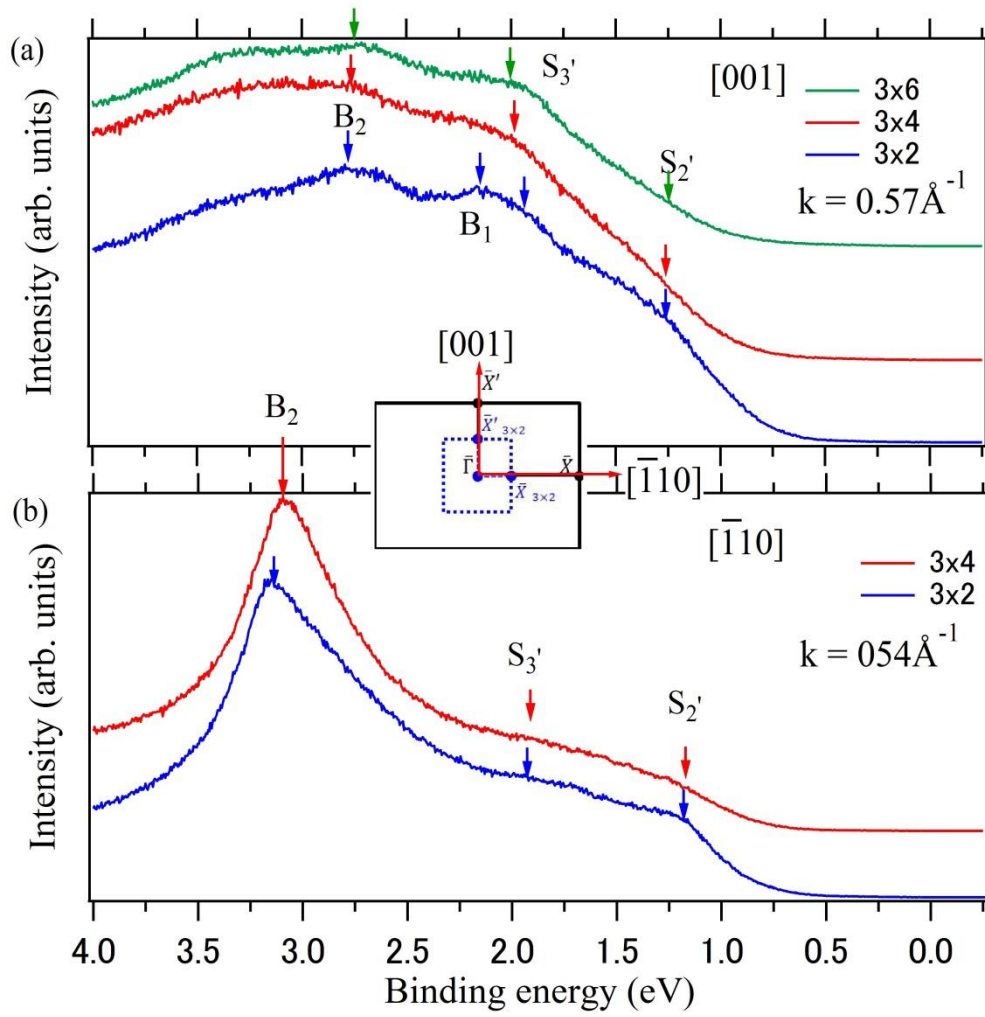 (a)
[001]
3x6
3x4
3x2
k = 0.57Å⁻¹
S₃'
S₂'
B₂
B₁
Intensity (arb. units)
[001]
X̄'
X̄'₃ₓ₂
Γ̄
X̄
X̄₃ₓ₂
[1̄10]
(b)
B₂
[1̄10]
3x4
3x2
k = 054Å⁻¹
S₃'
S₂'
Intensity (arb. units)
4.0 3.5 3.0 2.5 2.0 1.5 1.0 0.5 0.0
Binding energy (eV)